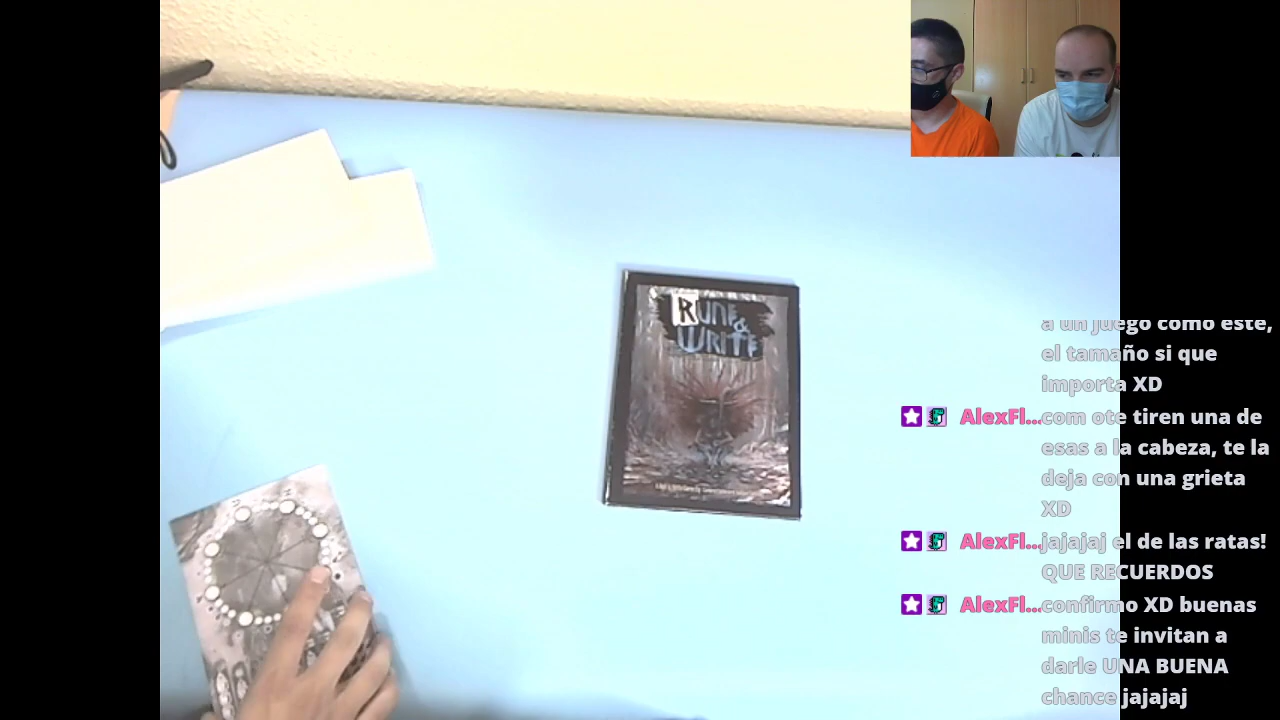 RUNE
&
WRITE
a un juego como este,
el tamaño si que
importa XD
AlexFl... com ote tiren una de
esas a la cabeza, te la
deja con una grieta
XD
AlexFl... jajajaj el de las ratas!
QUE RECUERDOS
AlexFl... confirmo XD buenas
minis te invitan a
darle UNA BUENA
chance jajajaj